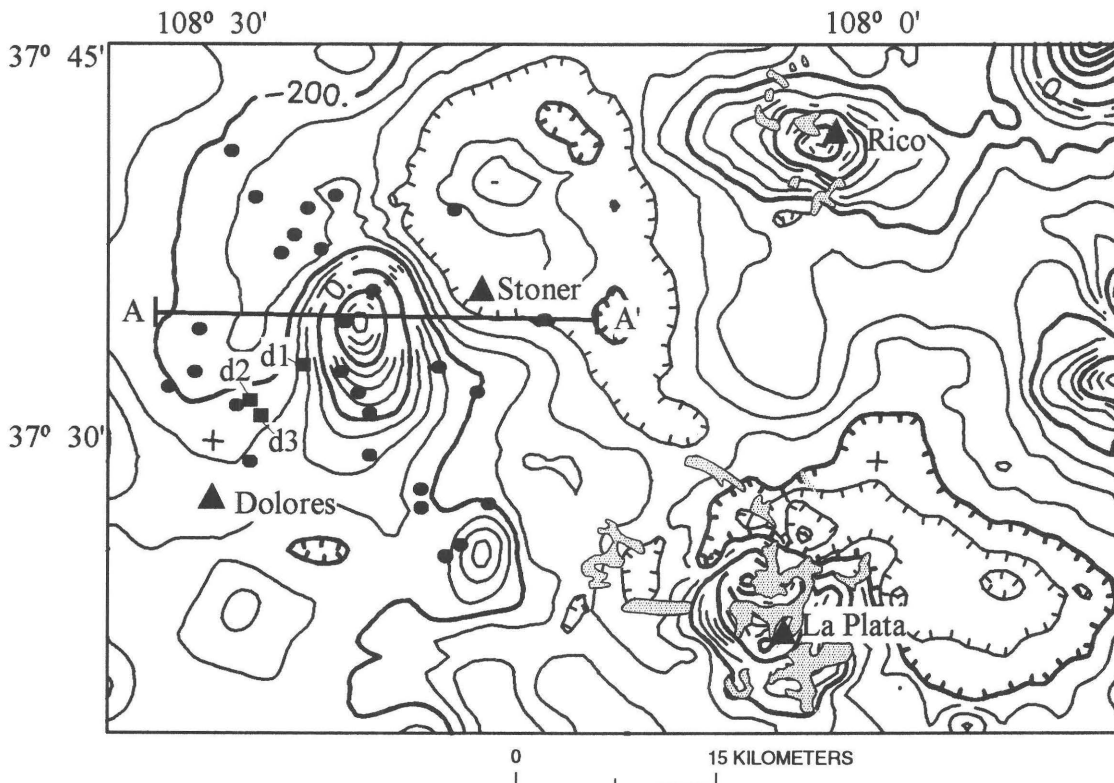 108º 30'
108º 0'
37º 45'
-200.
0.
Rico
0.
Stoner
A
A'
d1
d2
37º 30'
d3
Dolores
La Plata
0
15 KILOMETERS